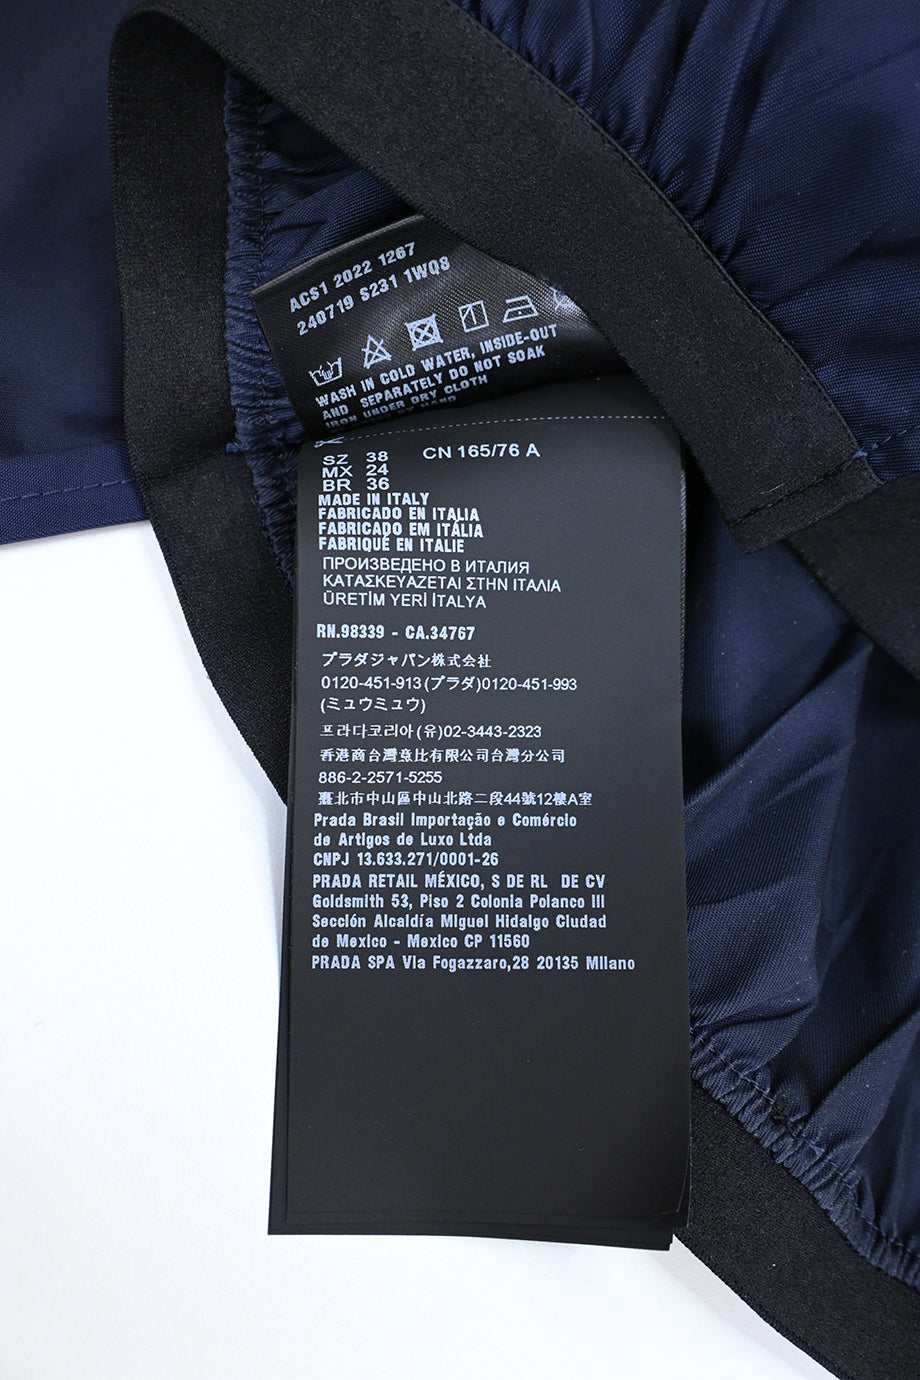 ACS1 2022 1267
240719 S231 1WQ8
WASH IN COLD WATER, INSIDE-OUT
AND SEPARATELY DO NOT SOAK
IRON UNDER DRY CLOTH
SZ 38 CN 165/76 A
MX 24
BR 36
MADE IN ITALY
FABRICADO EN ITALIA
FABRICADO EM ITÁLIA
FABRIQUÉ EN ITALIE
ПРОИЗВЕДЕНО В ИТАЛИЯ
ΚΑΤΑΣΚΕΥΑΖΕΤΑΙ ΣΤΗΝ ΙΤΑΛΙΑ
ÜRETİM YERİ İTALYA
RN.98339 - CA.34767
プラダジャパン株式会社
0120-451-913(プラダ)0120-451-993
(ミュウミュウ)
프라다코리아(유)02-3443-2323
香港商台灣意比有限公司台灣分公司
886-2-2571-5255
臺北市中山區中山北路二段44號12樓A室
Prada Brasil Importação e Comércio
de Artigos de Luxo Ltda
CNPJ 13.633.271/0001-26
PRADA RETAIL MÉXICO, S DE RL DE CV
Goldsmith 53, Piso 2 Colonia Polanco III
Sección Alcaldía Miguel Hidalgo Ciudad
de Mexico - Mexico CP 11560
PRADA SPA Via Fogazzaro,28 20135 Milano